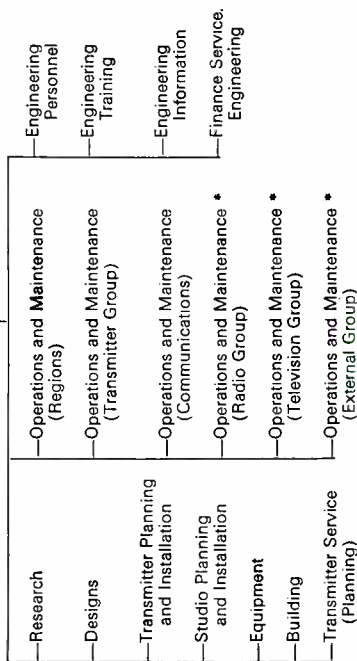 Research
Designs
Transmitter Planning
and Installation
Studio Planning
and Installation
Equipment
Building
Transmitter Service
(Planning)
Operations and Maintenance
(Regions)
Operations and Maintenance
(Transmitter Group)
Operations and Maintenance
(Communications)
Operations and Maintenance *
(Radio Group)
Operations and Maintenance *
(Television Group)
Operations and Maintenance *
(External Group)
Engineering
Personnel
Engineering
Training
Engineering
Information
Finance Service.
Engineering